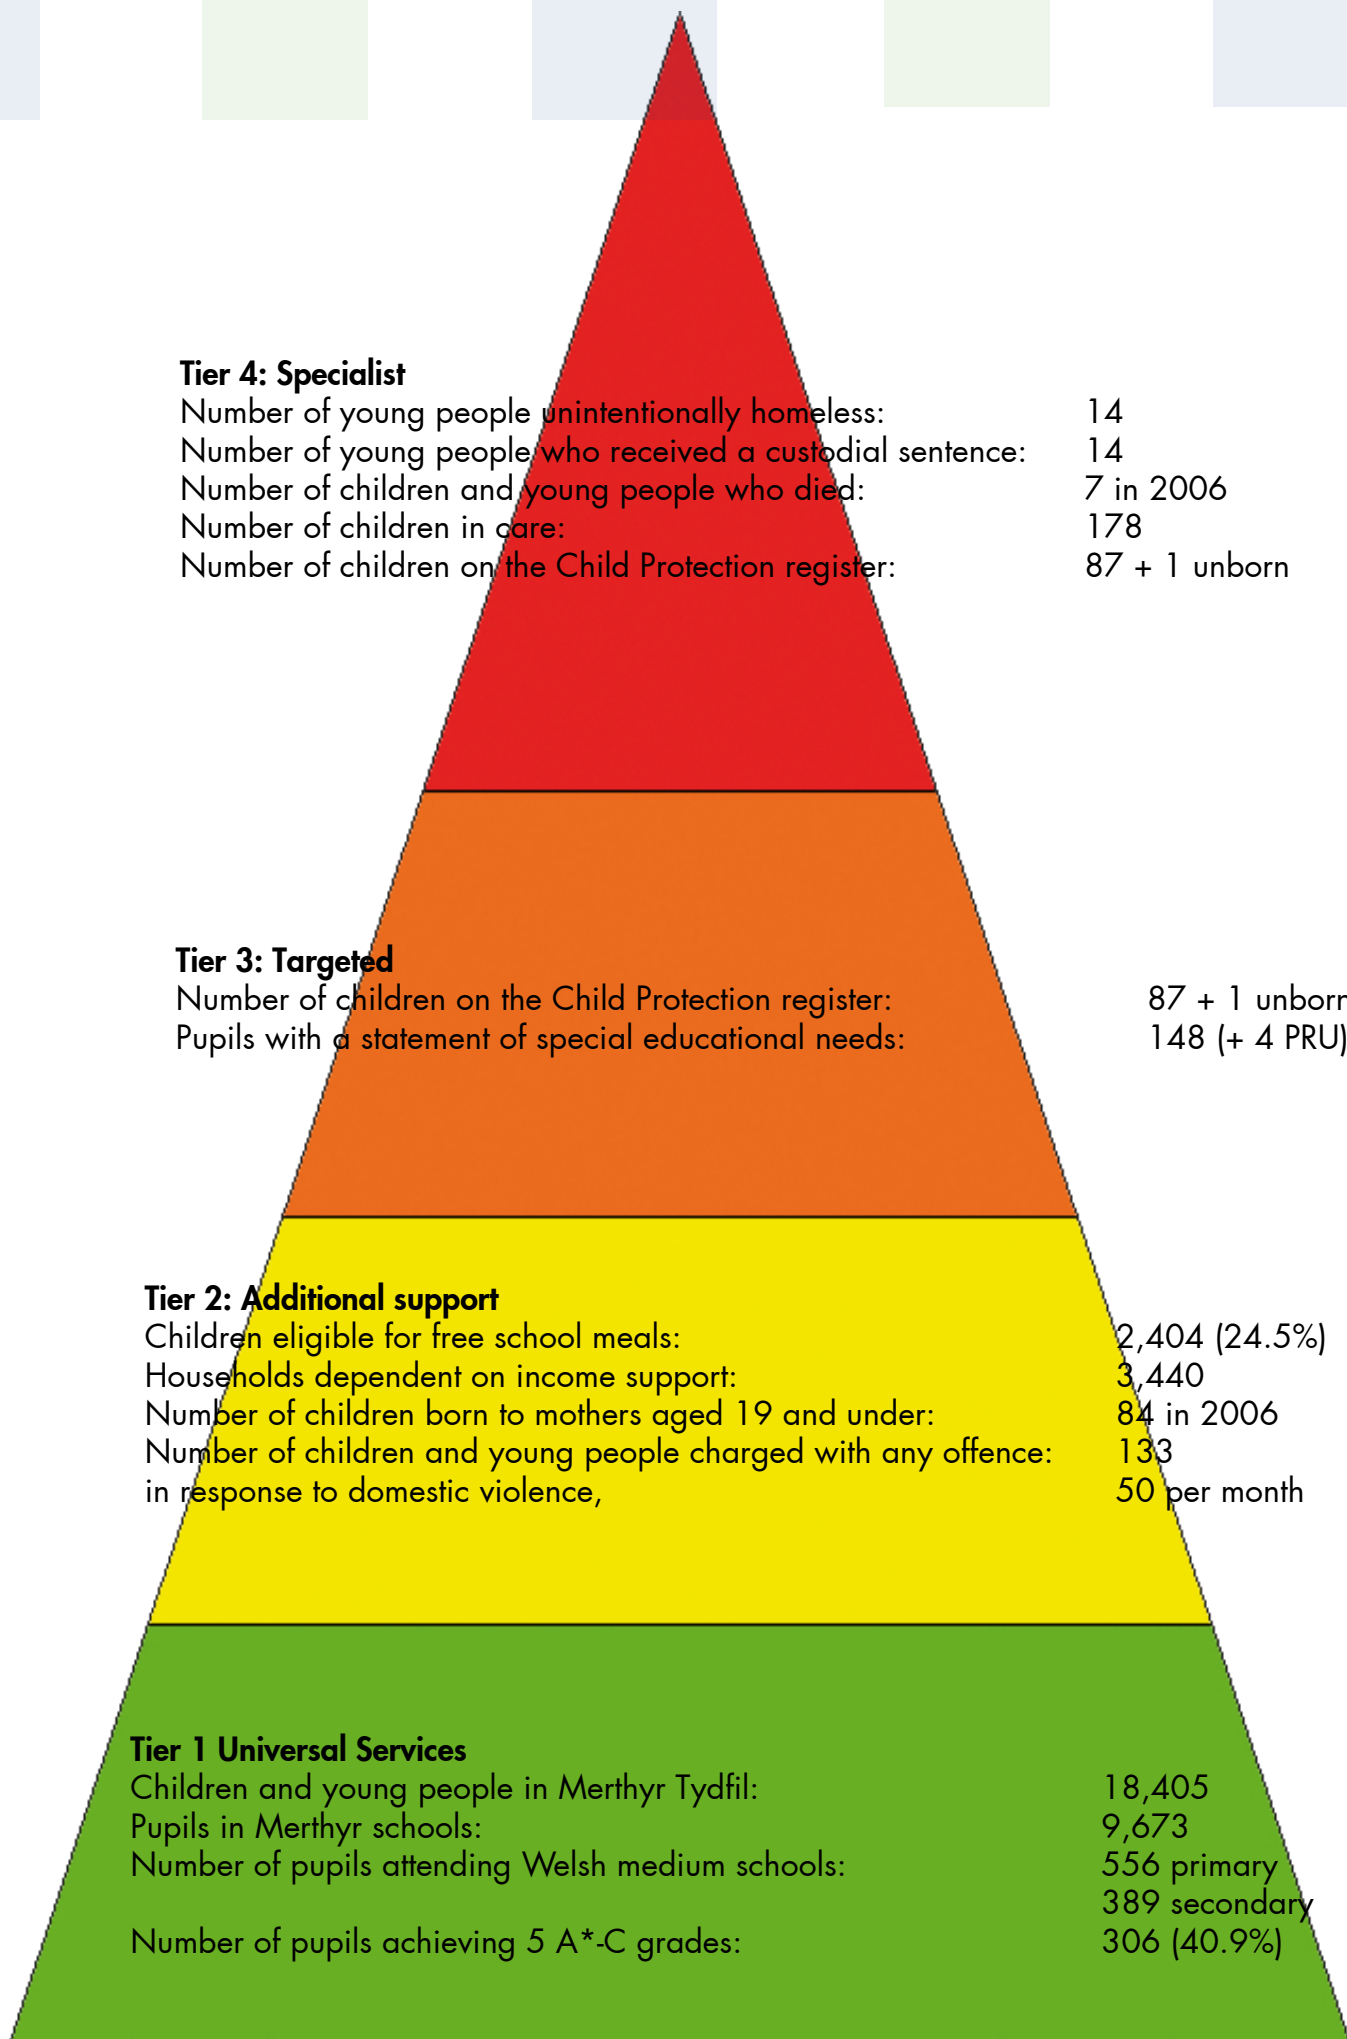 Tier 4: Specialist
Number of young people unintentionally homeless: 14
Number of young people who received a custodial sentence: 14
Number of children and young people who died: 7 in 2006
Number of children in care: 178
Number of children on the Child Protection register: 87 + 1 unborn
Tier 3: Targeted
Number of children on the Child Protection register: 87 + 1 unborn
Pupils with a statement of special educational needs: 148 (+ 4 PRU)
Tier 2: Additional support
Children eligible for free school meals: 2,404 (24.5%)
Households dependent on income support: 3,440
Number of children born to mothers aged 19 and under: 84 in 2006
Number of children and young people charged with any offence: 133
in response to domestic violence, 50 per month
Tier 1 Universal Services
Children and young people in Merthyr Tydfil: 18,405
Pupils in Merthyr schools: 9,673
Number of pupils attending Welsh medium schools: 556 primary
389 secondary
Number of pupils achieving 5 A*-C grades: 306 (40.9%)